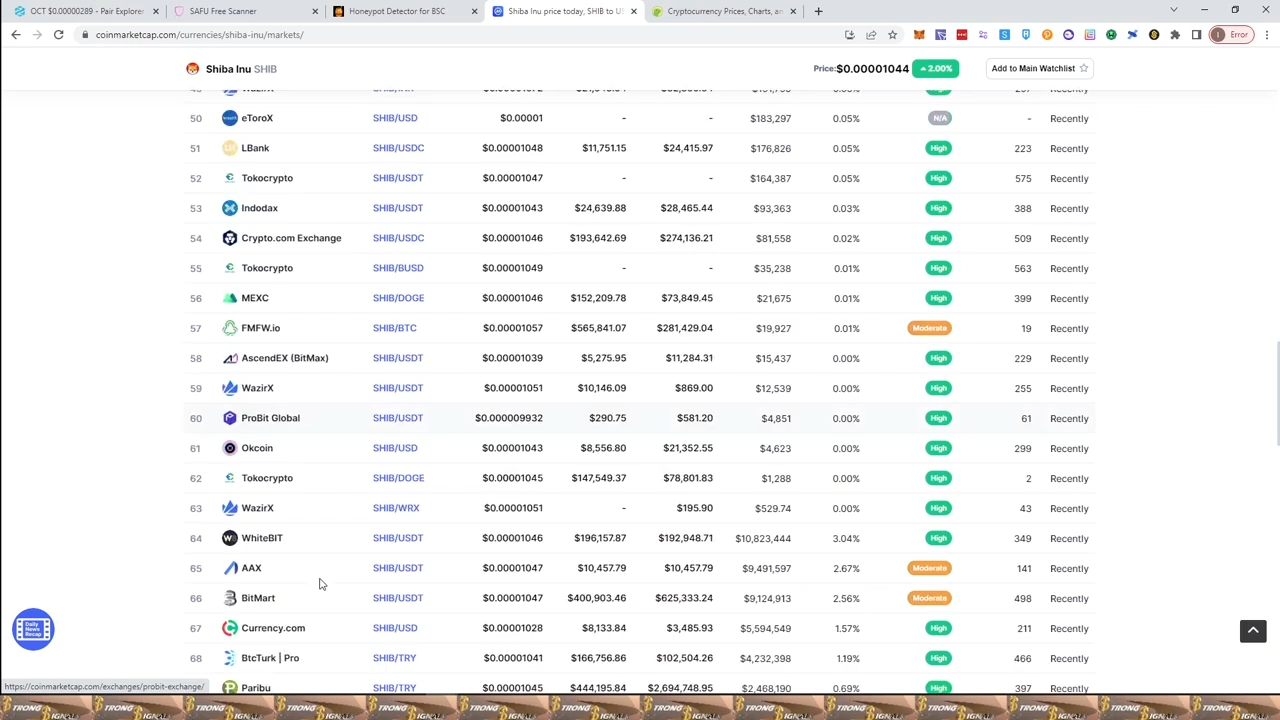 OCT $0.00000289 - Pair Explorer
SAFU Free Scanner
Honeypot Detector for BSC
Shiba Inu price today, SHIB to US
Cryptocurrency Prices, Charts, an
coinmarketcap.com/currencies/shiba-inu/markets/
Error
Shiba Inu SHIB
Price: $0.00001044 2.00%
Add to Main Watchlist
50 eToroX SHIB/USD $0.00001 - - $183,297 0.05% N/A - Recently
51 LBank SHIB/USDC $0.00001048 $11,751.15 $24,415.97 $176,826 0.05% High 223 Recently
52 Tokocrypto SHIB/USDT $0.00001047 - - $164,387 0.05% High 575 Recently
53 Indodax SHIB/USDT $0.00001043 $24,639.88 $28,465.44 $93,363 0.03% High 388 Recently
54 Crypto.com Exchange SHIB/USDC $0.00001046 $193,642.69 $274,136.21 $81,558 0.02% High 509 Recently
55 Tokocrypto SHIB/BUSD $0.00001049 - - $35,238 0.01% High 563 Recently
56 MEXC SHIB/DOGE $0.00001046 $152,209.78 $73,849.45 $21,675 0.01% High 399 Recently
57 FMFW.io SHIB/BTC $0.00001057 $565,841.07 $281,429.04 $19,927 0.01% Moderate 19 Recently
58 AscendEX (BitMax) SHIB/USDT $0.00001039 $5,275.95 $11,284.31 $15,437 0.00% High 229 Recently
59 WazirX SHIB/USDT $0.00001051 $10,146.09 $869.00 $12,539 0.00% High 255 Recently
60 ProBit Global SHIB/USDT $0.000009932 $290.75 $581.20 $4,851 0.00% High 61 Recently
61 Okcoin SHIB/USD $0.00001043 $8,556.80 $21,352.55 $4,623 0.00% High 299 Recently
62 Tokocrypto SHIB/DOGE $0.00001045 $147,549.37 $78,801.83 $1,288 0.00% High 2 Recently
63 WazirX SHIB/WRX $0.00001051 - $195.90 $529.74 0.00% High 43 Recently
64 WhiteBIT SHIB/USDT $0.00001046 $196,157.87 $192,948.71 $10,823,444 3.04% High 349 Recently
65 AAX SHIB/USDT $0.00001047 $10,457.79 $10,457.79 $9,491,597 2.67% Moderate 141 Recently
66 BitMart SHIB/USDT $0.00001047 $400,903.46 $625,333.24 $9,124,913 2.56% Moderate 498 Recently
67 Currency.com SHIB/USD $0.00001028 $8,133.84 $3,485.93 $5,594,549 1.57% High 211 Recently
68 BtcTurk | Pro SHIB/TRY $0.00001041 $166,756.86 $102,504.26 $4,232,398 1.19% High 466 Recently
Paribu SHIB/TRY $0.00001045 $444,195.84 $2,694,748.95 $2,468,190 0.69% High 397 Recently
Daily
News
Recap
https://coinmarketcap.com/exchanges/probit-exchange/